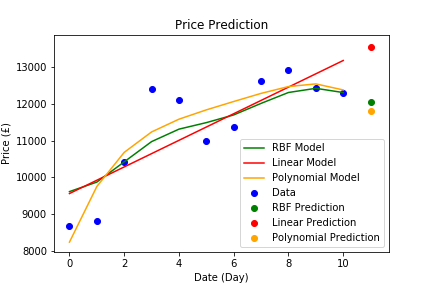 Price Prediction
13000
12000
11000
10000
9000
8000
Price (£)
0
2
4
6
8
10
Date (Day)
RBF Model
Linear Model
Polynomial Model
Data
RBF Prediction
Linear Prediction
Polynomial Prediction